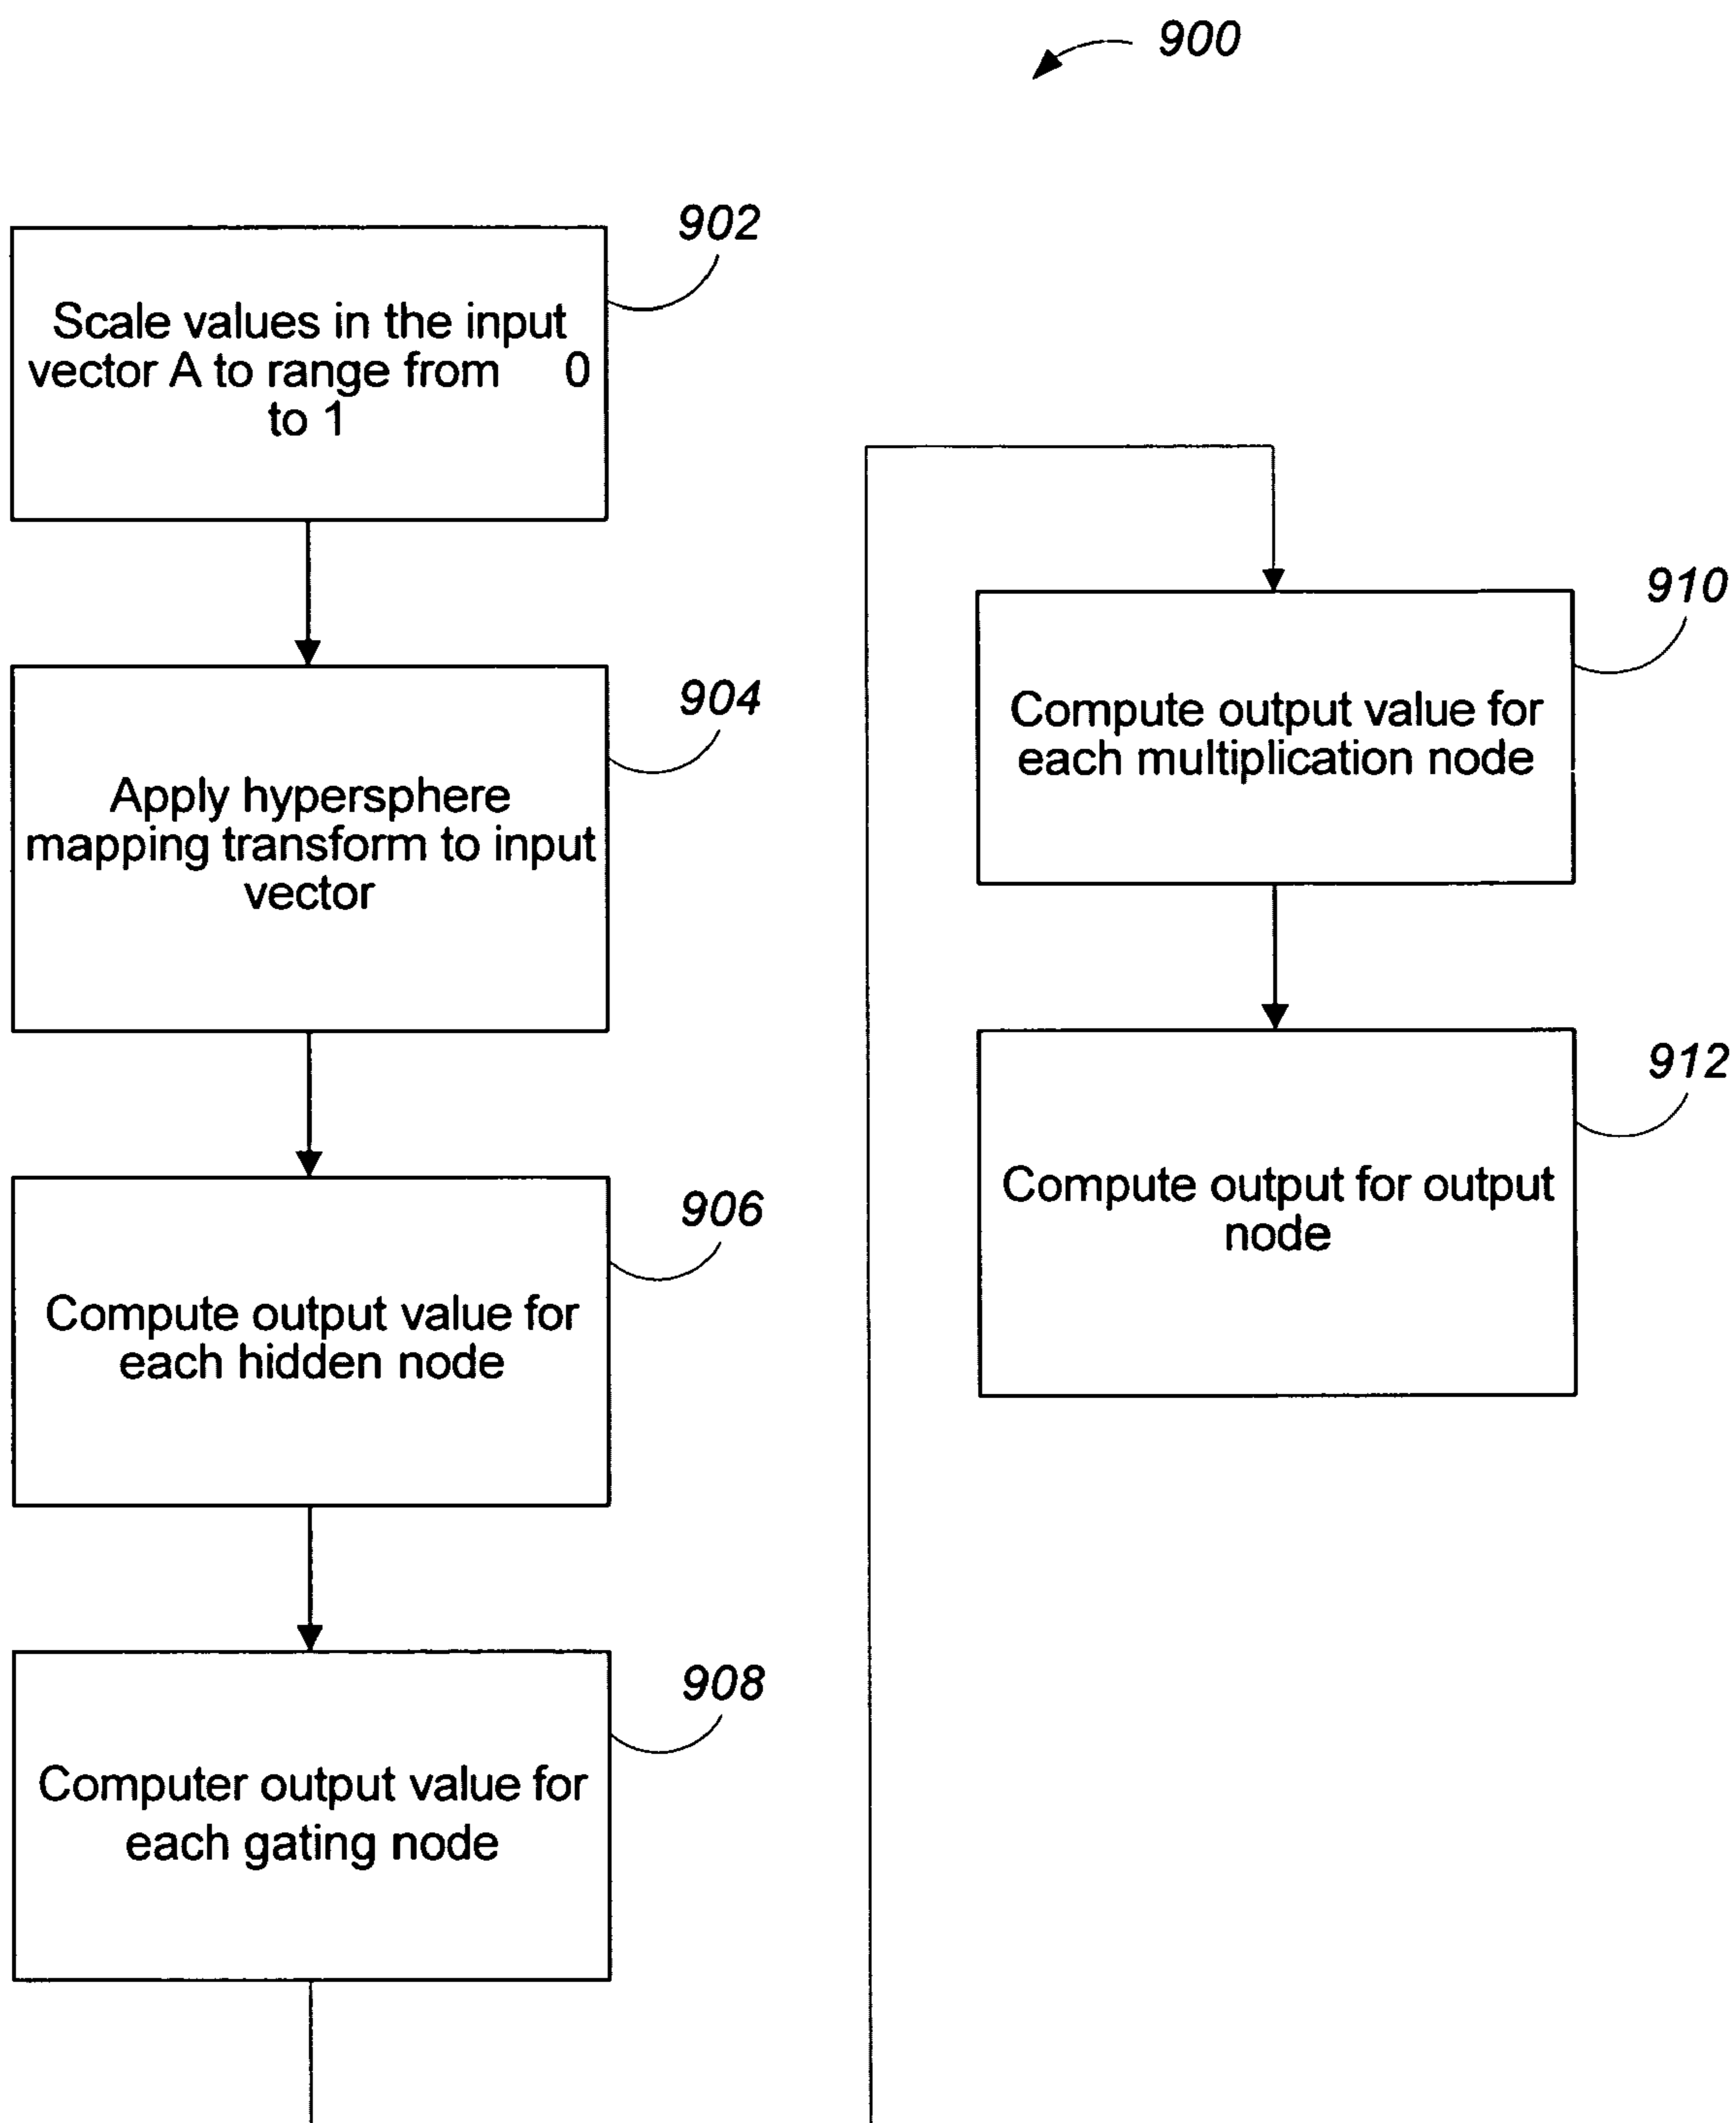 900
902
Scale values in the input
vector A to range from 0
to 1
904
Apply hypersphere
mapping transform to input
vector
906
Compute output value for
each hidden node
908
Computer output value for
each gating node
910
Compute output value for
each multiplication node
912
Compute output for output
node